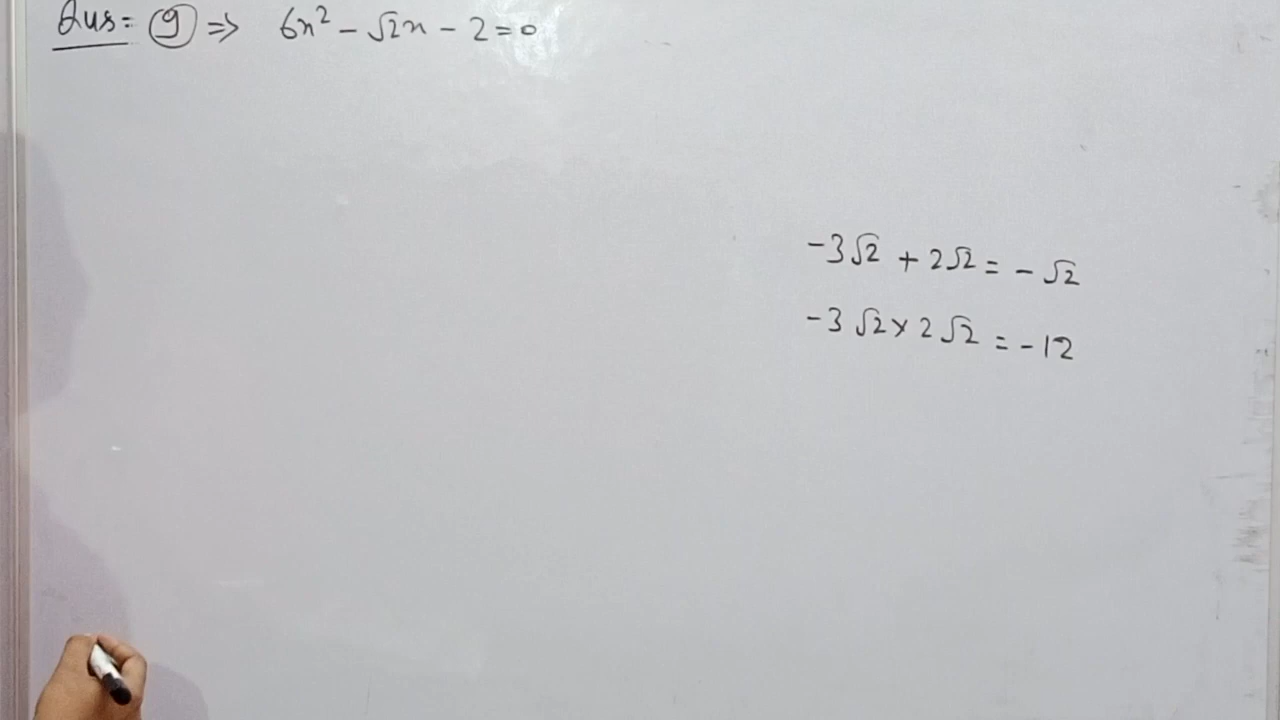 Qus= 9 ⇒ 6x² - √2x - 2 = 0
-3√2 + 2√2 = - √2
-3√2 × 2√2 = -12